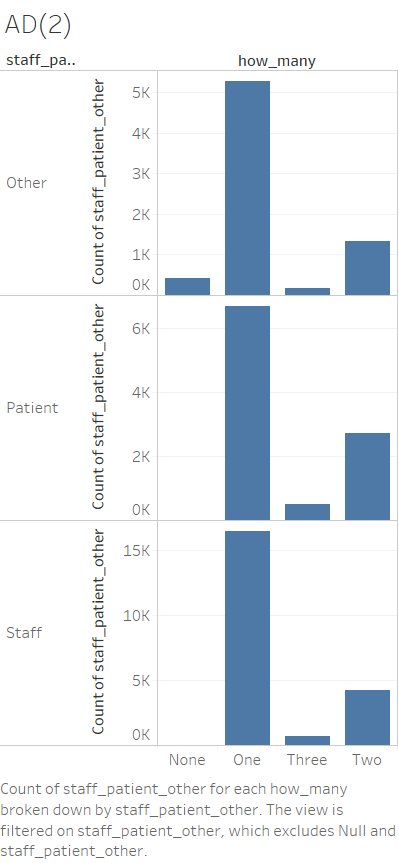 AD(2)
staff_pa.. how_many
Other
Count of staff_patient_other
5K
4K
3K
2K
1K
0K
Patient
Count of staff_patient_other
6K
4K
2K
0K
Staff
Count of staff_patient_other
15K
10K
5K
0K
None One Three Two
Count of staff_patient_other for each how_many
broken down by staff_patient_other. The view is
filtered on staff_patient_other, which excludes Null and
staff_patient_other.